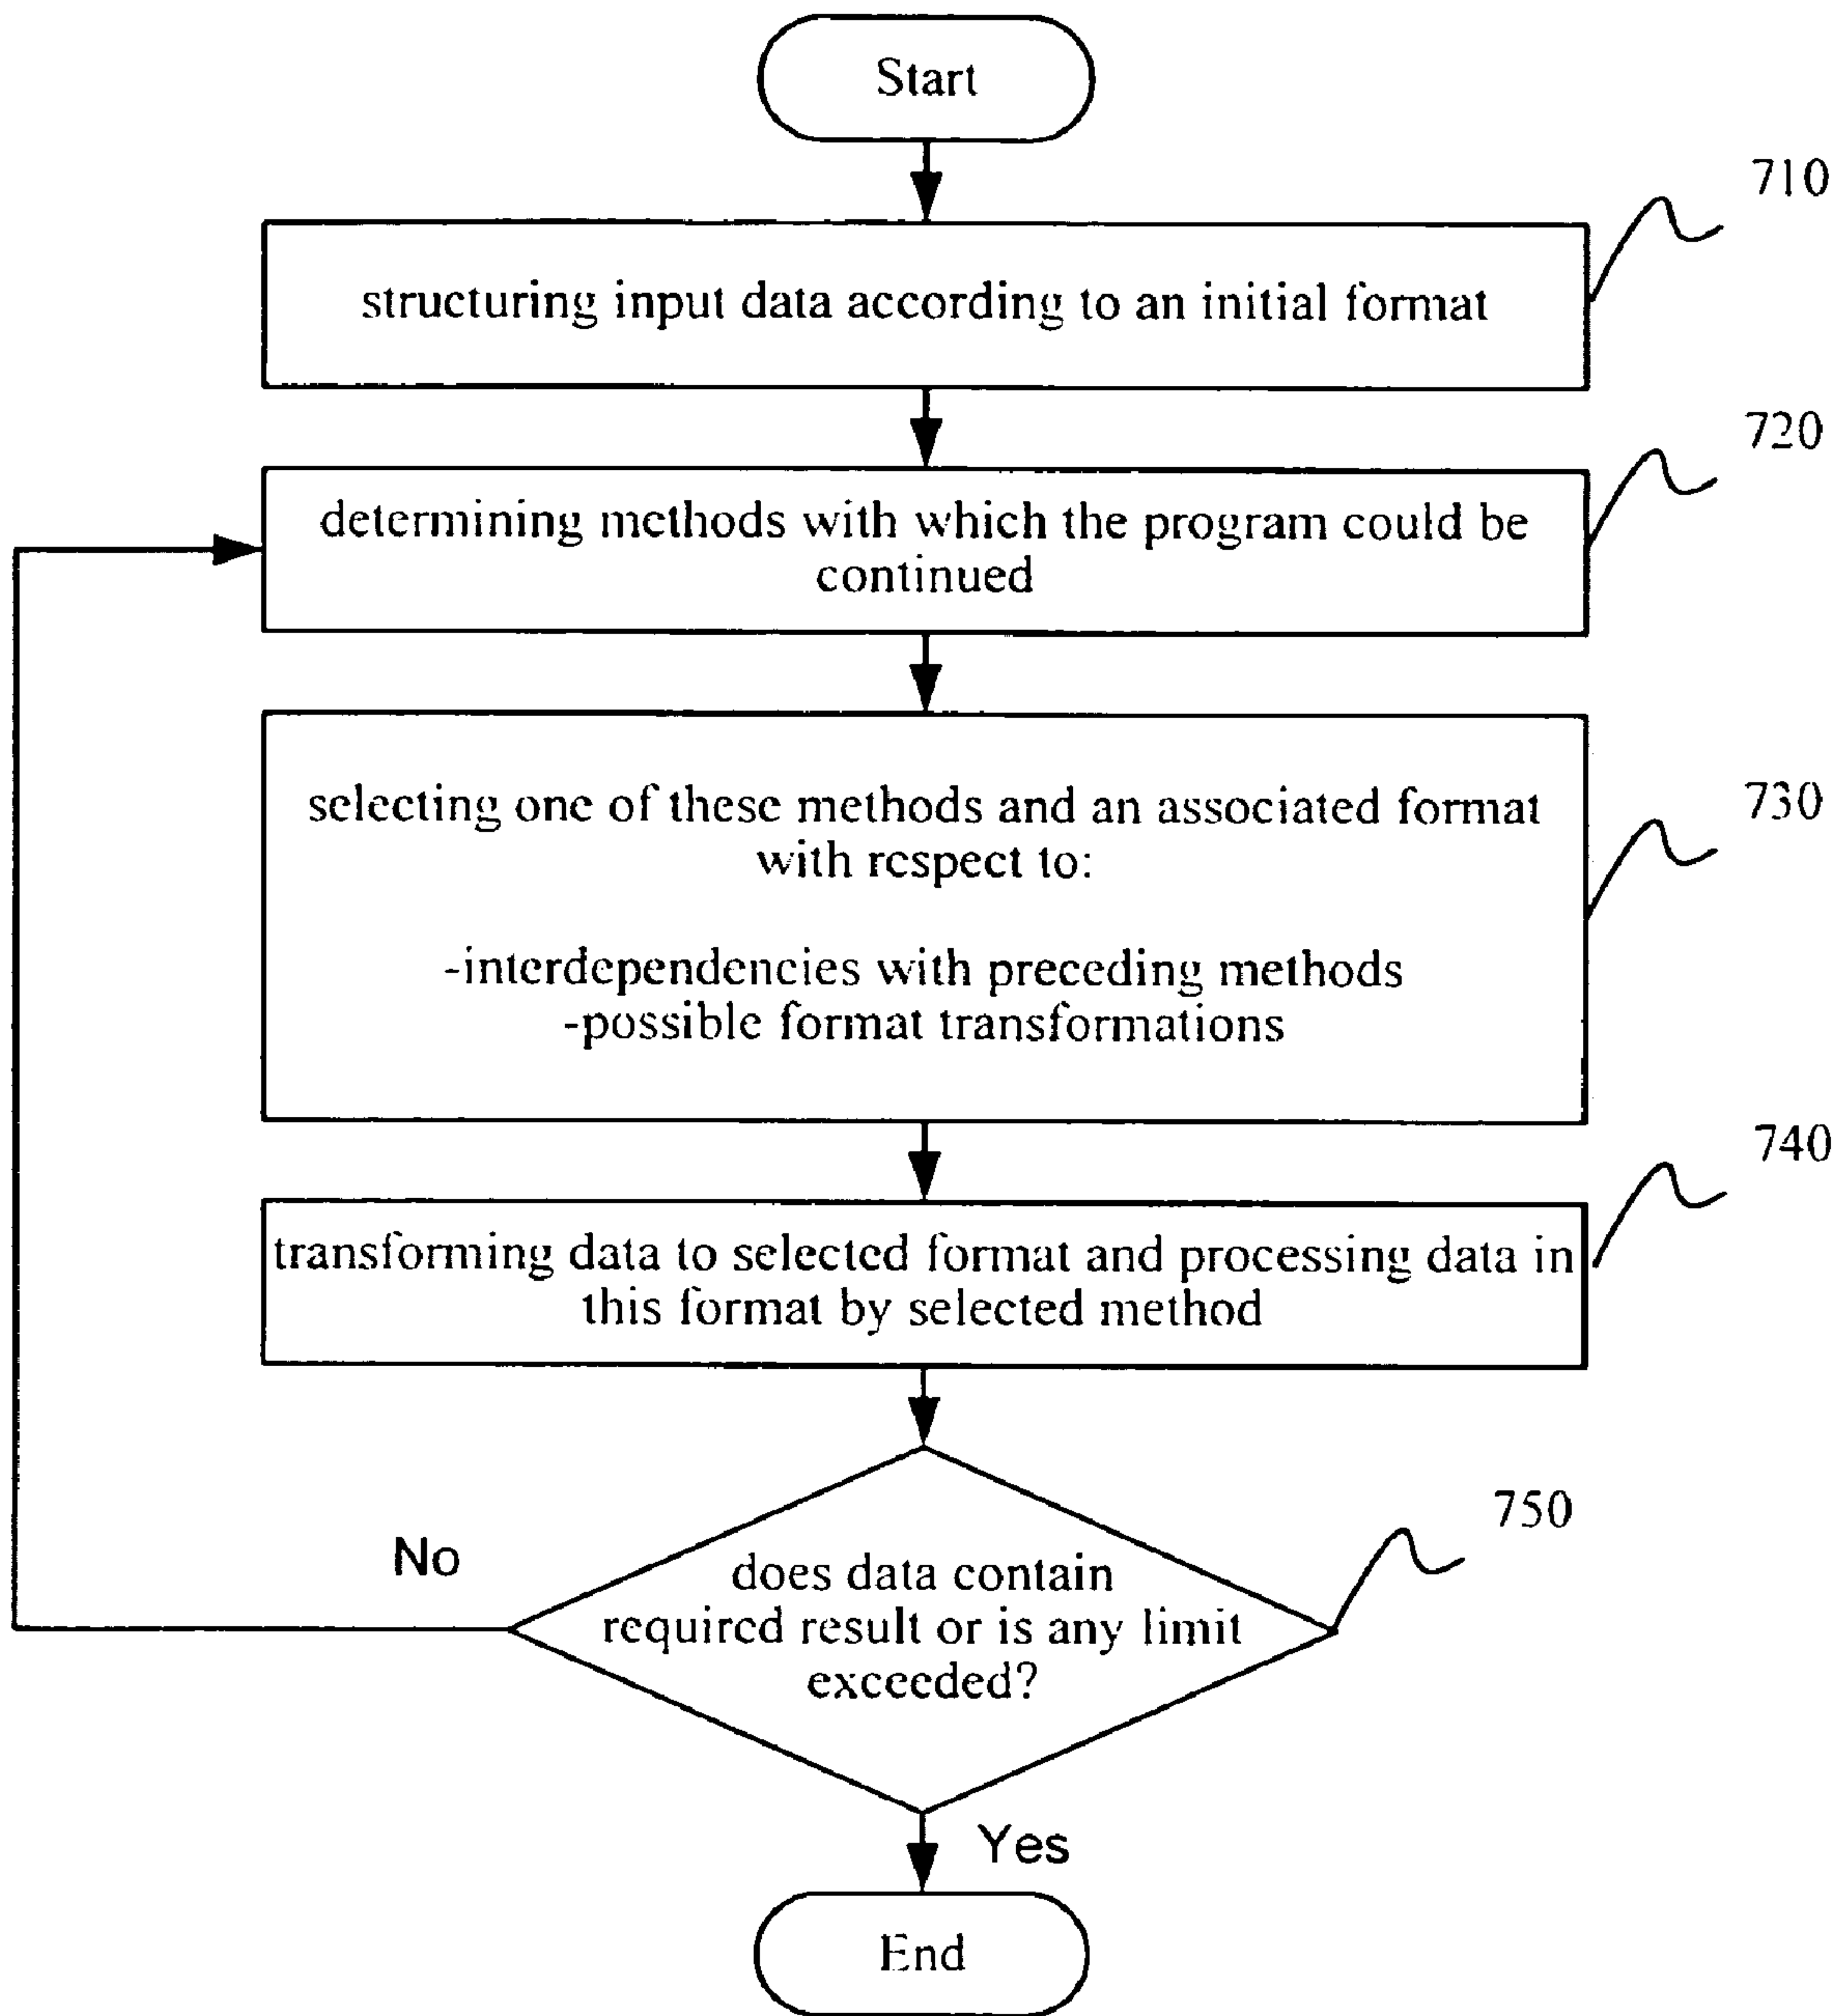 Start
710
structuring input data according to an initial format
720
determining methods with which the program could be
continued
730
selecting one of these methods and an associated format
with respect to:
-interdependencies with preceding methods
-possible format transformations
740
transforming data to selected format and processing data in
this format by selected method
750
No
does data contain
required result or is any limit
exceeded?
Yes
End